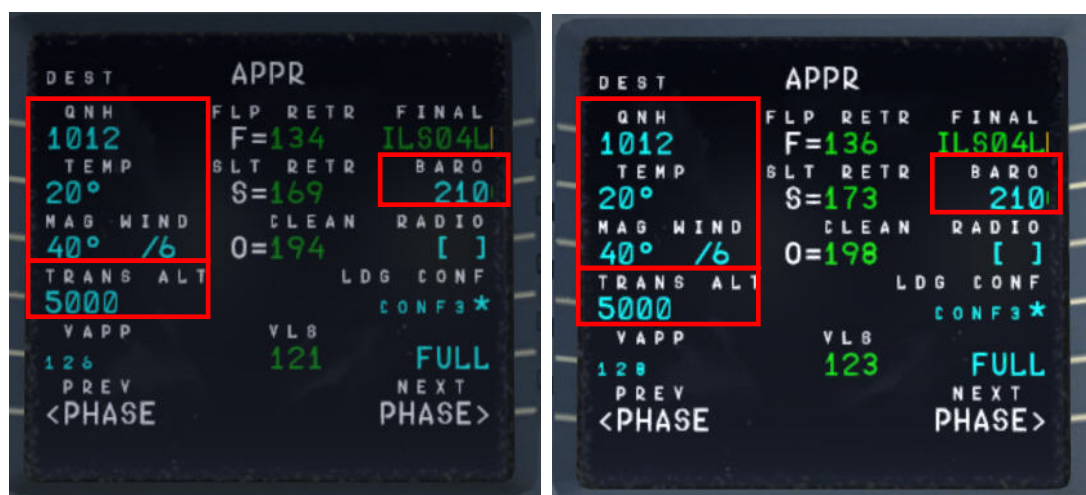 DEST APPR
QNH FLP RETR FINAL
1012 F=134 ILS04L
TEMP SLT RETR BARO
20° S=169 210
MAG WIND CLEAN RADIO
40° /6 O=194 [ ]
TRANS ALT LDG CONF
5000 CONF3*
VAPP VLS
126 121 FULL
PREV NEXT
<PHASE PHASE>
DEST APPR
QNH FLP RETR FINAL
1012 F=136 ILS04L
TEMP SLT RETR BARO
20° S=173 210
MAG WIND CLEAN RADIO
40° /6 O=198 [ ]
TRANS ALT LDG CONF
5000 CONF3*
VAPP VLS
128 123 FULL
PREV NEXT
<PHASE PHASE>